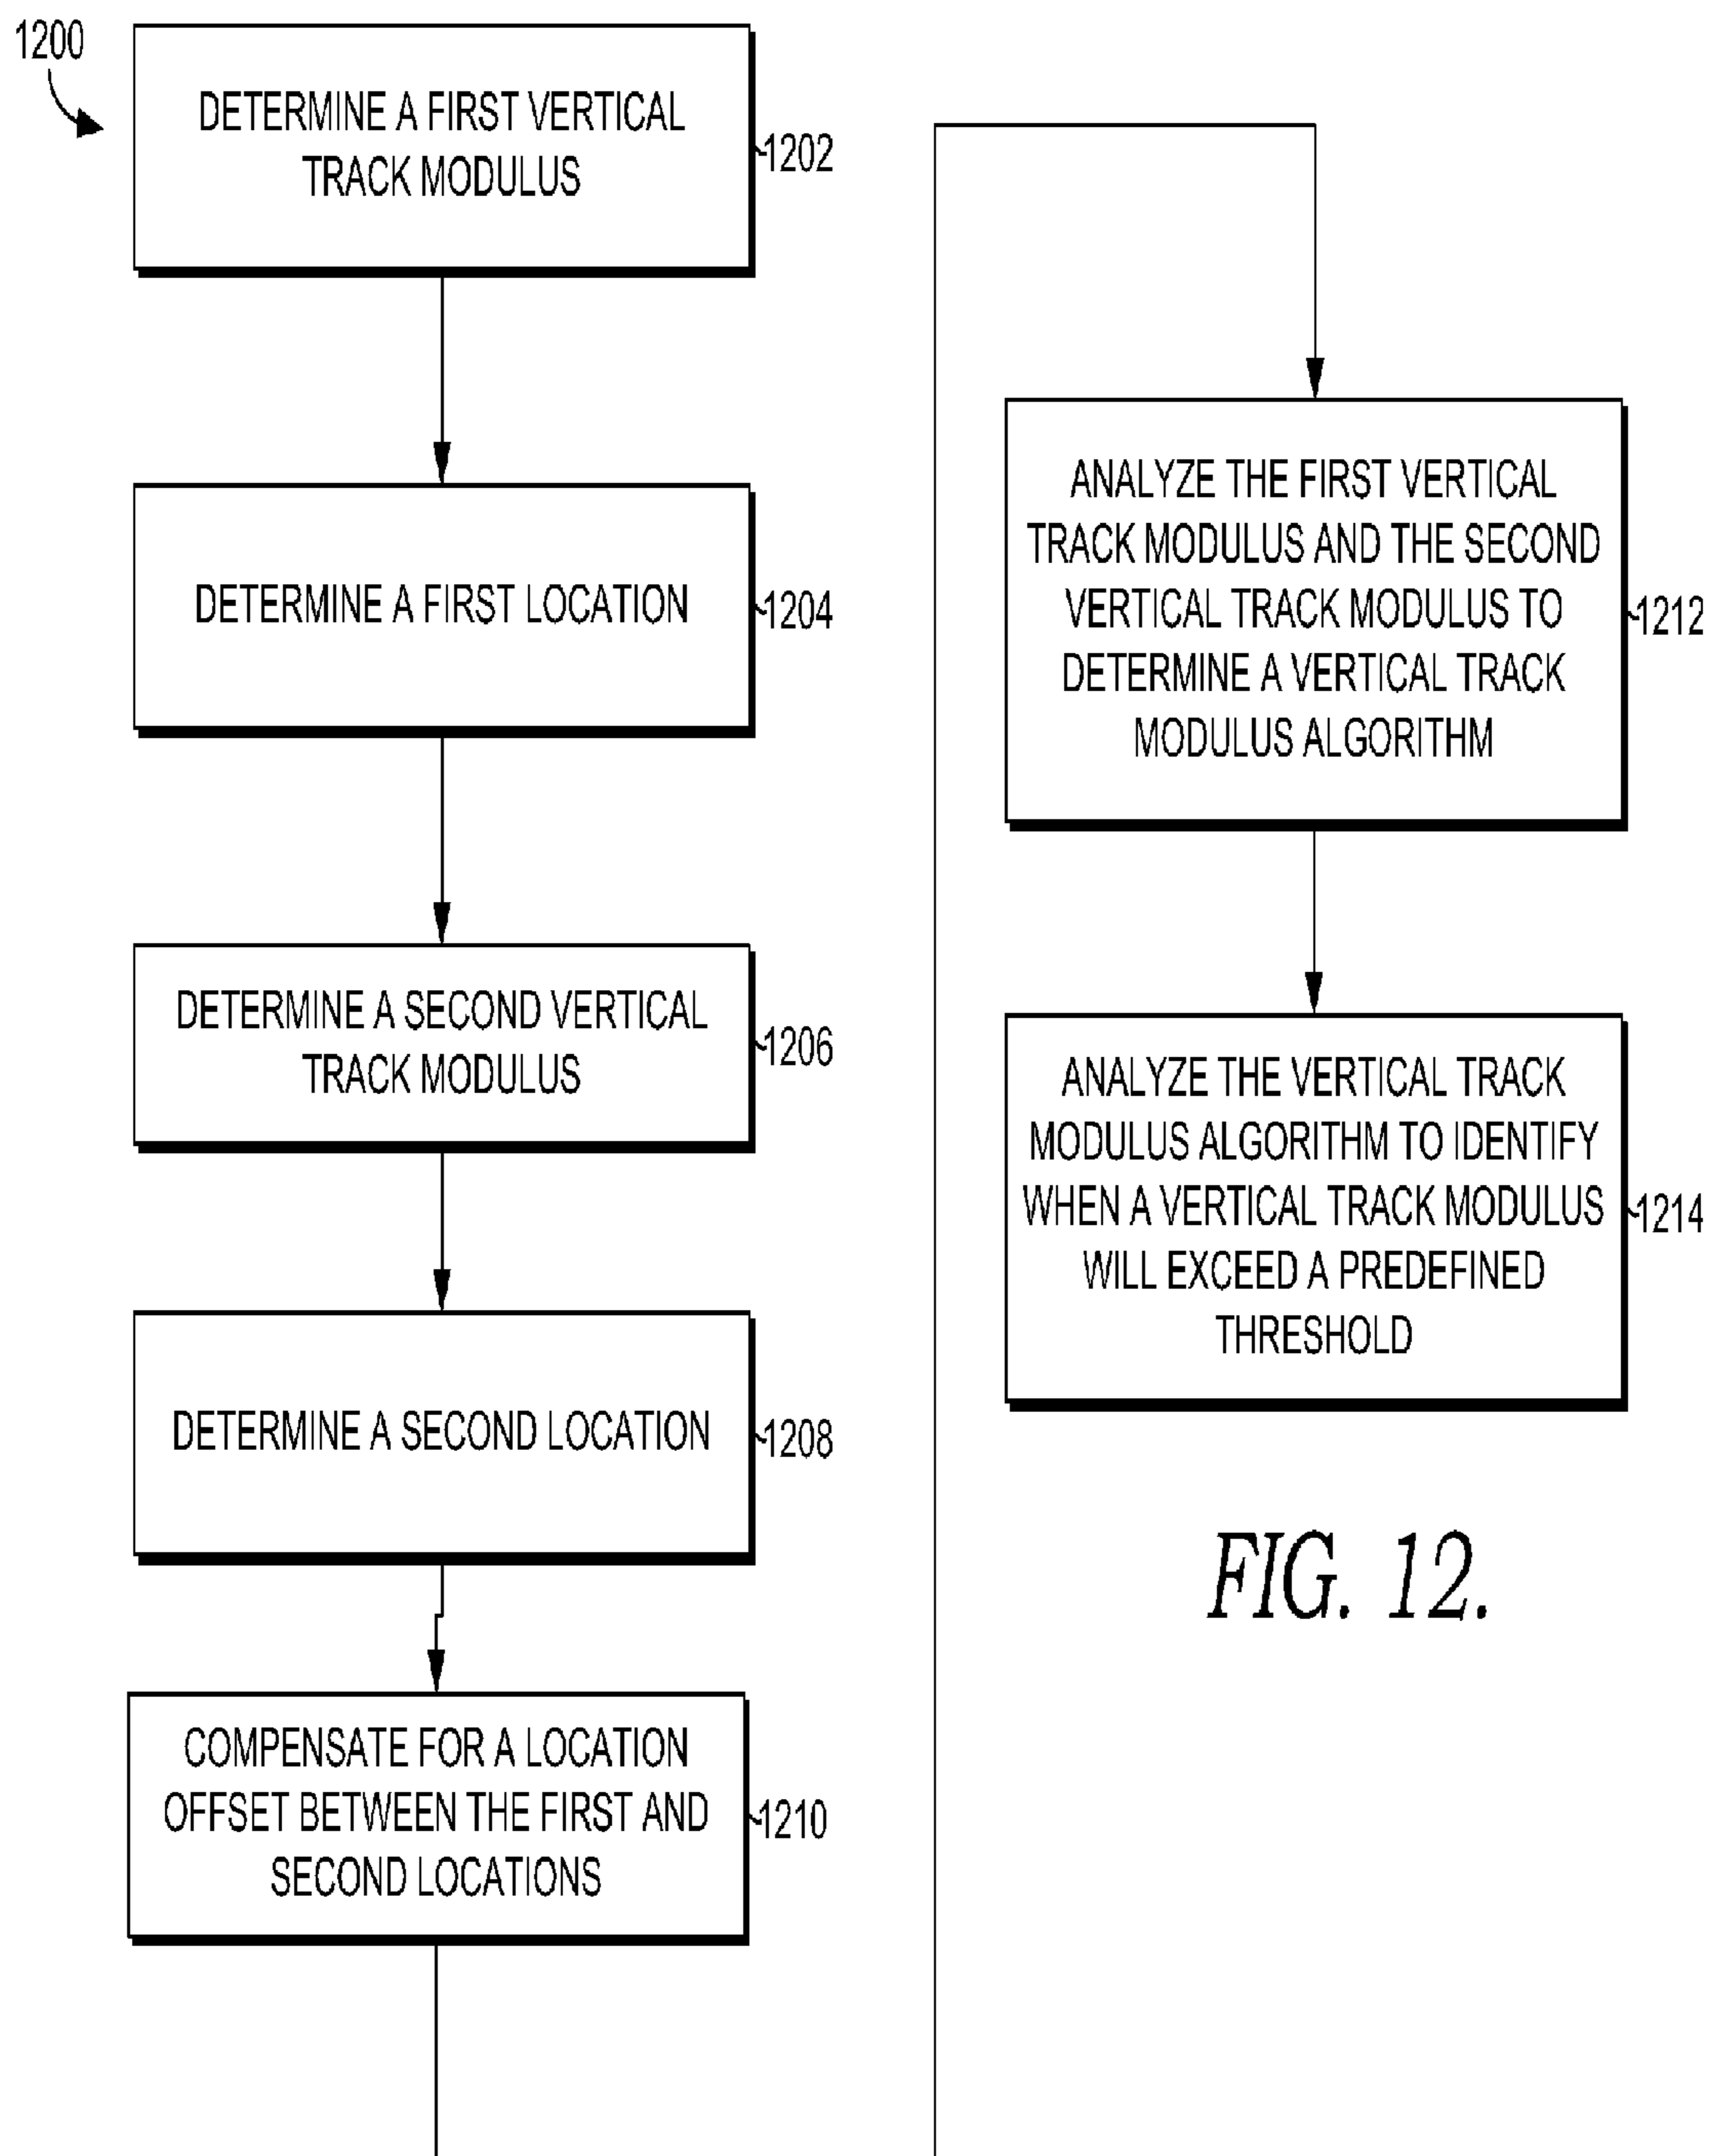 1200
DETERMINE A FIRST VERTICAL
TRACK MODULUS
1202
DETERMINE A FIRST LOCATION
1204
DETERMINE A SECOND VERTICAL
TRACK MODULUS
1206
DETERMINE A SECOND LOCATION
1208
COMPENSATE FOR A LOCATION
OFFSET BETWEEN THE FIRST AND
SECOND LOCATIONS
1210
ANALYZE THE FIRST VERTICAL
TRACK MODULUS AND THE SECOND
VERTICAL TRACK MODULUS TO
DETERMINE A VERTICAL TRACK
MODULUS ALGORITHM
1212
ANALYZE THE VERTICAL TRACK
MODULUS ALGORITHM TO IDENTIFY
WHEN A VERTICAL TRACK MODULUS
WILL EXCEED A PREDEFINED
THRESHOLD
1214
FIG. 12.